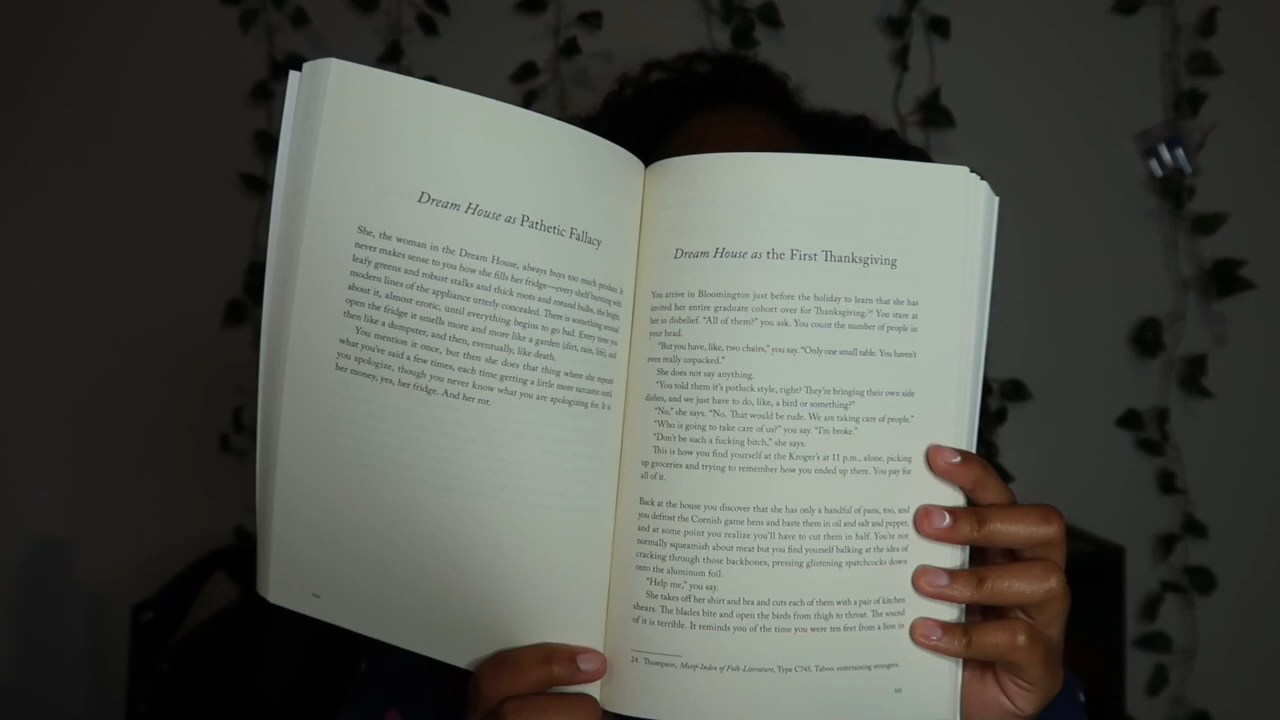 Dream House as Pathetic Fallacy
She, the woman in the Dream House, always buys too much produce. It
never makes sense to you how she fills her fridge—every shelf bursting with
leafy greens and robust stalks and thick roots and rotund bulbs, the bright,
modern lines of the appliance utterly concealed. There is something sensual
about it, almost erotic, until everything begins to go bad. Every time you
open the fridge it smells more and more like a garden (dirt, rain, life), and
then like a dumpster, and then, eventually, like death.
You mention it once, but then she does that thing where she repeats
what you've said a few times, each time getting a little more sarcastic until
you apologize, though you never know what you are apologizing for. It is
her money, yes, her fridge. And her rot.
Dream House as the First Thanksgiving
You arrive in Bloomington just before the holiday to learn that she has
invited her entire graduate cohort over for Thanksgiving.24 You stare at
her in disbelief. "All of them?" you ask. You count the number of people in
your head.
"But you have, like, two chairs," you say. "Only one small table. You haven't
even really unpacked."
She does not say anything.
"You told them it's potluck style, right? They're bringing their own side
dishes, and we just have to do, like, a bird or something?"
"No," she says. "No. That would be rude. We are taking care of people."
"Who is going to take care of us?" you say. "I'm broke."
"Don't be such a fucking bitch," she says.
This is how you find yourself at the Kroger's at 11 p.m., alone, picking
up groceries and trying to remember how you ended up there. You pay for
all of it.
Back at the house you discover that she has only a handful of pans, too, and
you defrost the Cornish game hens and baste them in oil and salt and pepper,
and at some point you realize you'll have to cut them in half. You're not
normally squeamish about meat but you find yourself balking at the idea of
cracking through those backbones, pressing glistening spatchcocks down
onto the aluminum foil.
"Help me," you say.
She takes off her shirt and bra and cuts each of them with a pair of kitchen
shears. The blades bite and open the birds from thigh to throat. The sound
of it is terrible. It reminds you of the time you were ten feet from a lion in
24. Thompson, Motif-Index of Folk-Literature, Type C745, Taboo: entertaining strangers.